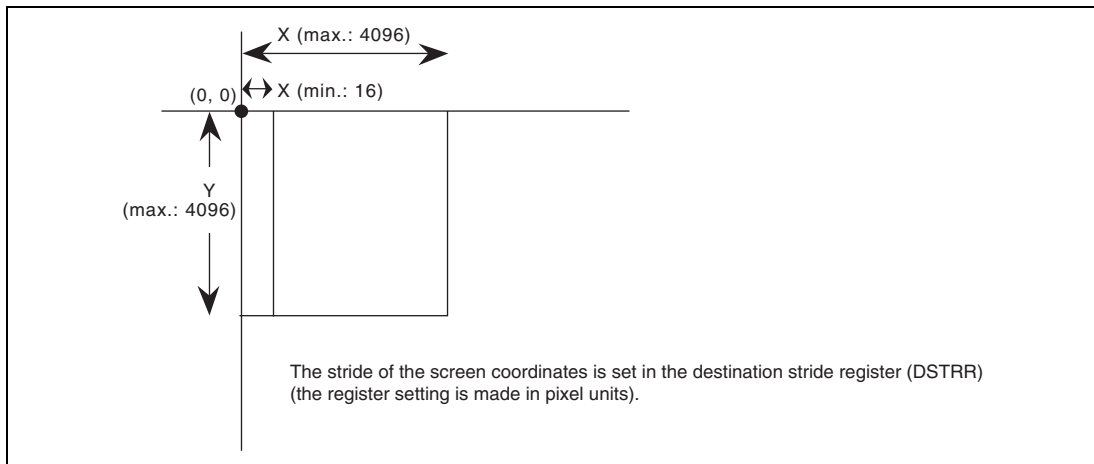 X (max.: 4096)
(0, 0)
X (min.: 16)
Y
(max.: 4096)
The stride of the screen coordinates is set in the destination stride register (DSTRR)
(the register setting is made in pixel units).